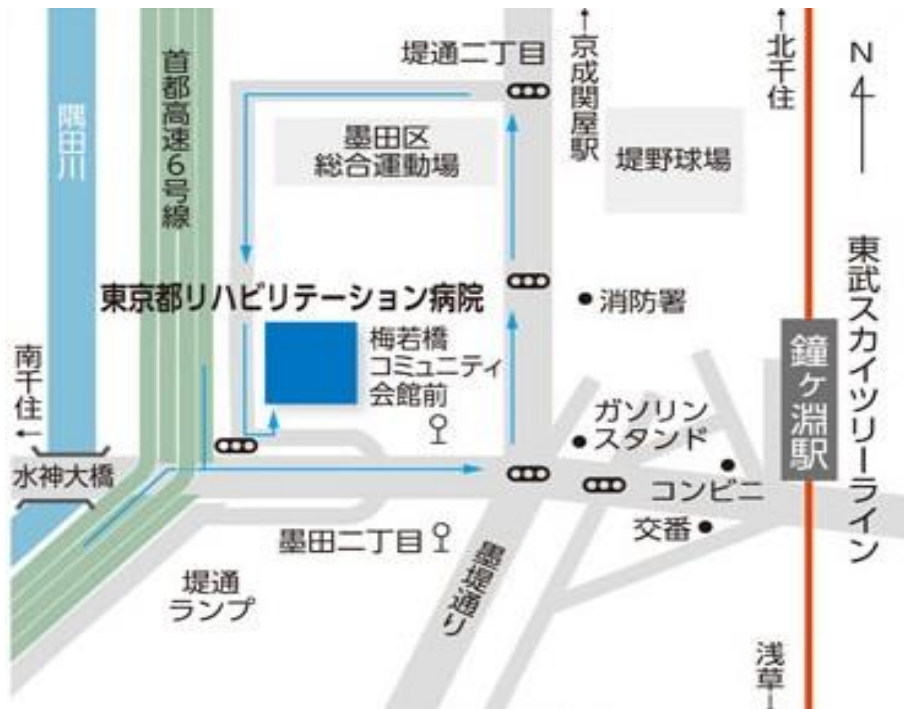 ↑京成関屋駅
↑北千住
N
堤通二丁目
首都高速6号線
隅田川
墨田区
総合運動場
堤野球場
東武スカイツリーライン
東京都リハビリテーション病院
消防署
梅若橋
コミュニティ
会館前
鐘ヶ淵駅
南千住
←
ガソリン
スタンド
水神大橋
コンビニ
交番
墨田二丁目
墨堤通り
堤通
ランプ
浅草→